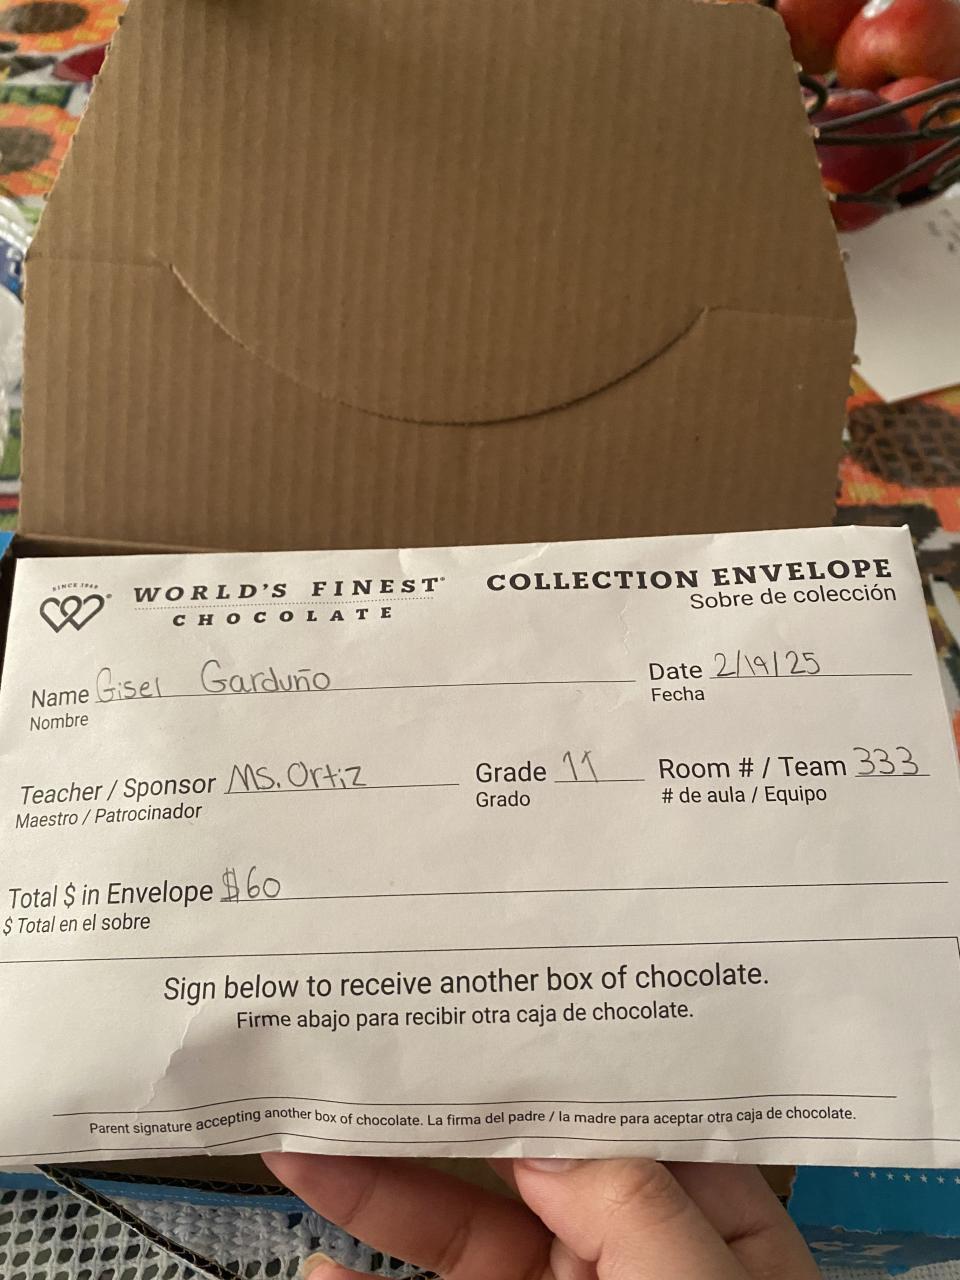 SINCE 1949
WORLD'S FINEST® COLLECTION ENVELOPE
CHOCOLATE Sobre de colección
Name Gisel Garduño Date 2/19/25
Nombre Fecha
Teacher / Sponsor Ms. Ortiz Grade 11 Room # / Team 333
Maestro / Patrocinador Grado # de aula / Equipo
Total $ in Envelope $60
$ Total en el sobre
Sign below to receive another box of chocolate.
Firme abajo para recibir otra caja de chocolate.
Parent signature accepting another box of chocolate. La firma del padre / la madre para aceptar otra caja de chocolate.